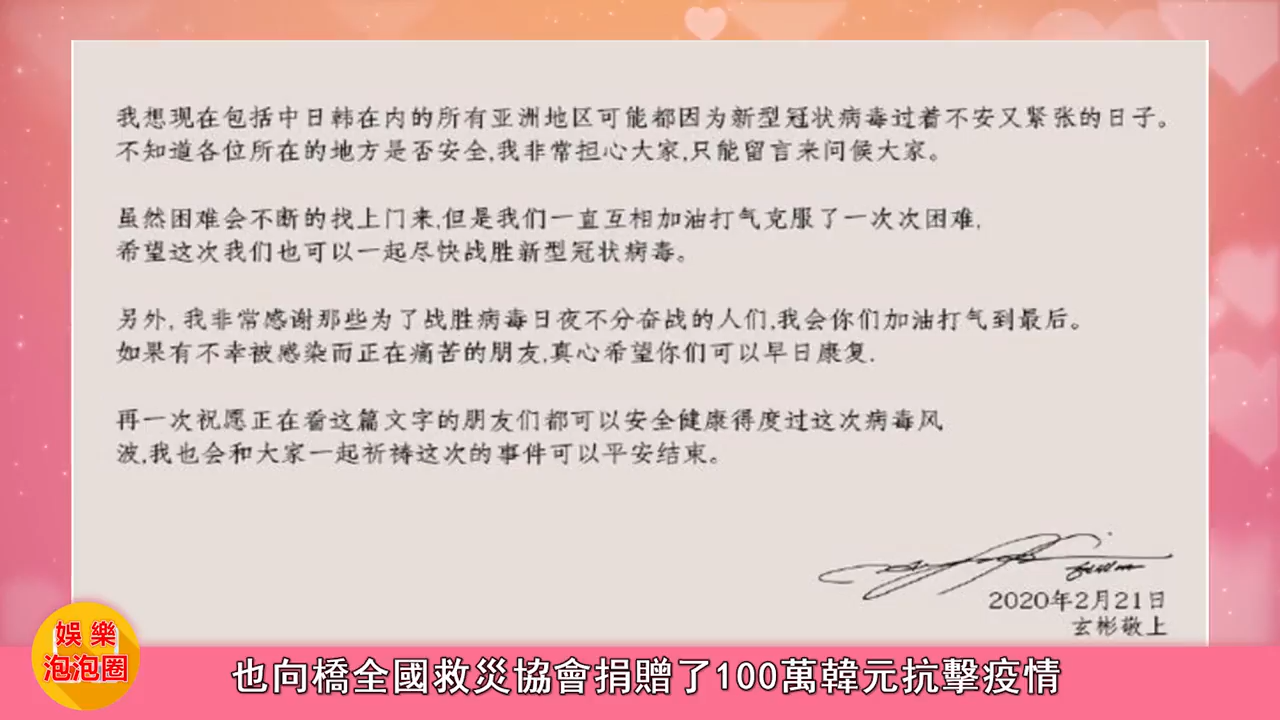 我想现在包括中日韩在内的所有亚洲地区可能都因为新型冠状病毒过着不安又紧张的日子。
不知道各位所在的地方是否安全,我非常担心大家,只能留言来问候大家。
虽然困难会不断的找上门来,但是我们一直互相加油打气克服了一次次困难,
希望这次我们也可以一起尽快战胜新型冠状病毒。
另外, 我非常感谢那些为了战胜病毒日夜不分奋战的人们,我会你们加油打气到最后。
如果有不幸被感染而正在痛苦的朋友,真心希望你们可以早日康复.
再一次祝愿正在看这篇文字的朋友们都可以安全健康得度过这次病毒风
波,我也会和大家一起祈祷这次的事件可以平安结束。
2020年2月21日
玄彬敬上
娛樂
泡泡圈
也向橋全國救災協會捐贈了100萬韓元抗擊疫情